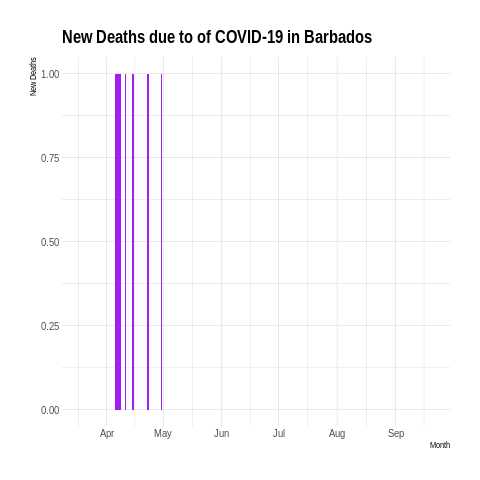 New Deaths due to of COVID-19 in Barbados
New Deaths
1.00
0.75
0.50
0.25
0.00
Apr May Jun Jul Aug Sep
Month